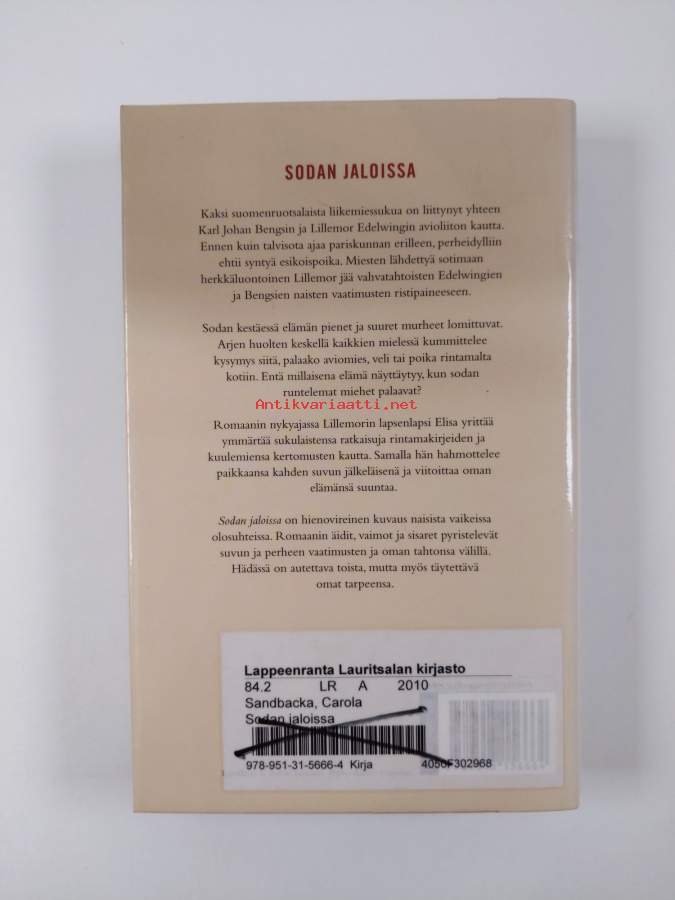 SODAN JALOISSA
Kaksi suomenruotsalaista liikemiessukua on liittynyt yhteen
Karl Johan Bengsin ja Lillemor Edelwingin avioliiton kautta.
Ennen kuin talvisota ajaa pariskunnan erilleen, perheidylliin
ehtii syntyä esikoispoika. Miesten lähdettyä sotimaan
herkkäluontoinen Lillemor jää vahvatahtoisten Edelwingien
ja Bengsien naisten vaatimusten ristipaineeseen.
Sodan kestäessä elämän pienet ja suuret murheet lomittuvat.
Arjen huolten keskellä kaikkien mielessä kummittelee
kysymys siitä, palaako aviomies, veli tai poika rintamalta
kotiin. Entä millaisena elämä näyttäytyy, kun sodan
runtelemat miehet palaavat?
Antikvariaatti.net
Romaanin nykyajassa Lillemorin lapsenlapsi Elisa yrittää
ymmärtää sukulaistensa ratkaisuja rintamakirjeiden ja
kuulemiensa kertomusten kautta. Samalla hän hahmottelee
paikkaansa kahden suvun jälkeläisenä ja viitoittaa oman
elämänsä suuntaa.
Sodan jaloissa on hienovireinen kuvaus naisista vaikeissa
olosuhteissa. Romaanin äidit, vaimot ja sisaret pyristelevät
suvun ja perheen vaatimusten ja oman tahtonsa välillä.
Hädässä on autettava toista, mutta myös täytettävä
omat tarpeensa.
Lappeenranta Lauritsalan kirjasto
84.2 LR A 2010
Sandbacka, Carola
Sodan jaloissa
978-951-31-5666-4 Kirja 4050F302968